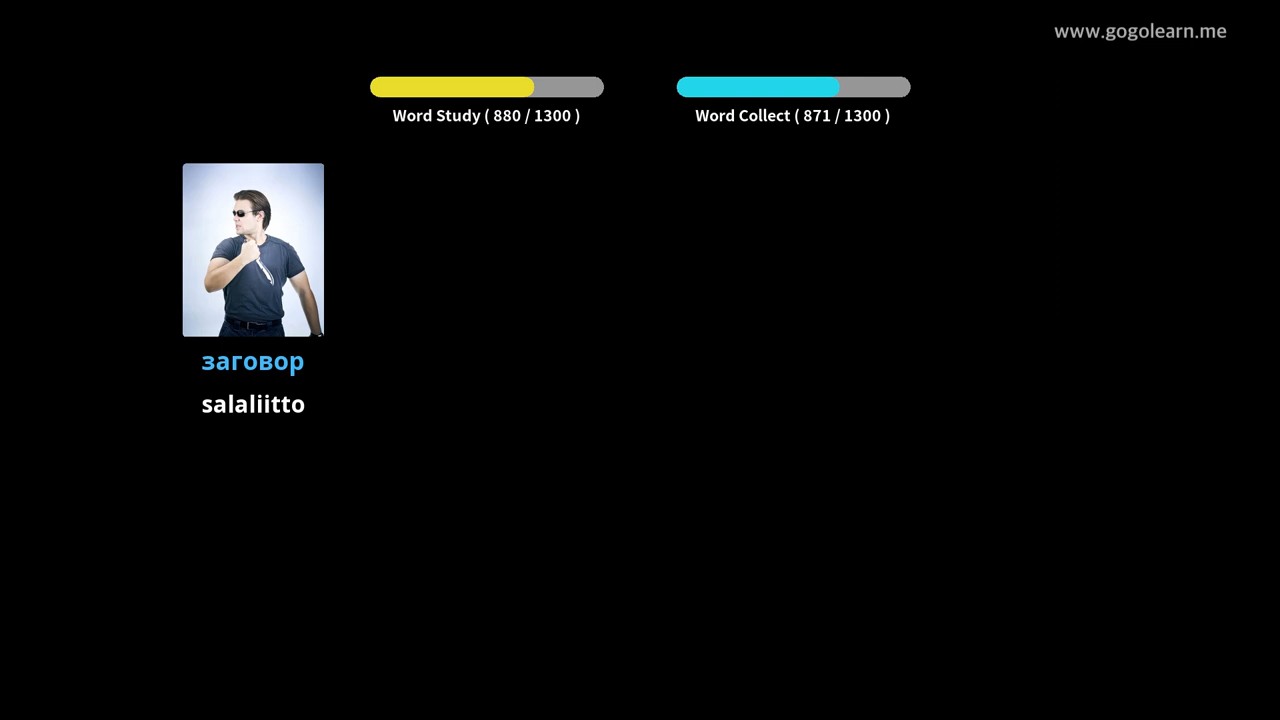 www.gogolearn.me
Word Study ( 880 / 1300 )
Word Collect ( 871 / 1300 )
заговор
salaliitto